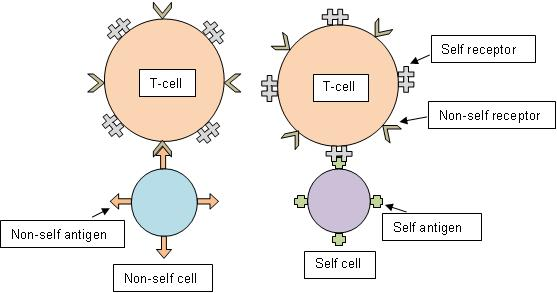 Self receptor
T-cell
T-cell
Non-self receptor
Non-self antigen
Self antigen
Self cell
Non-self cell